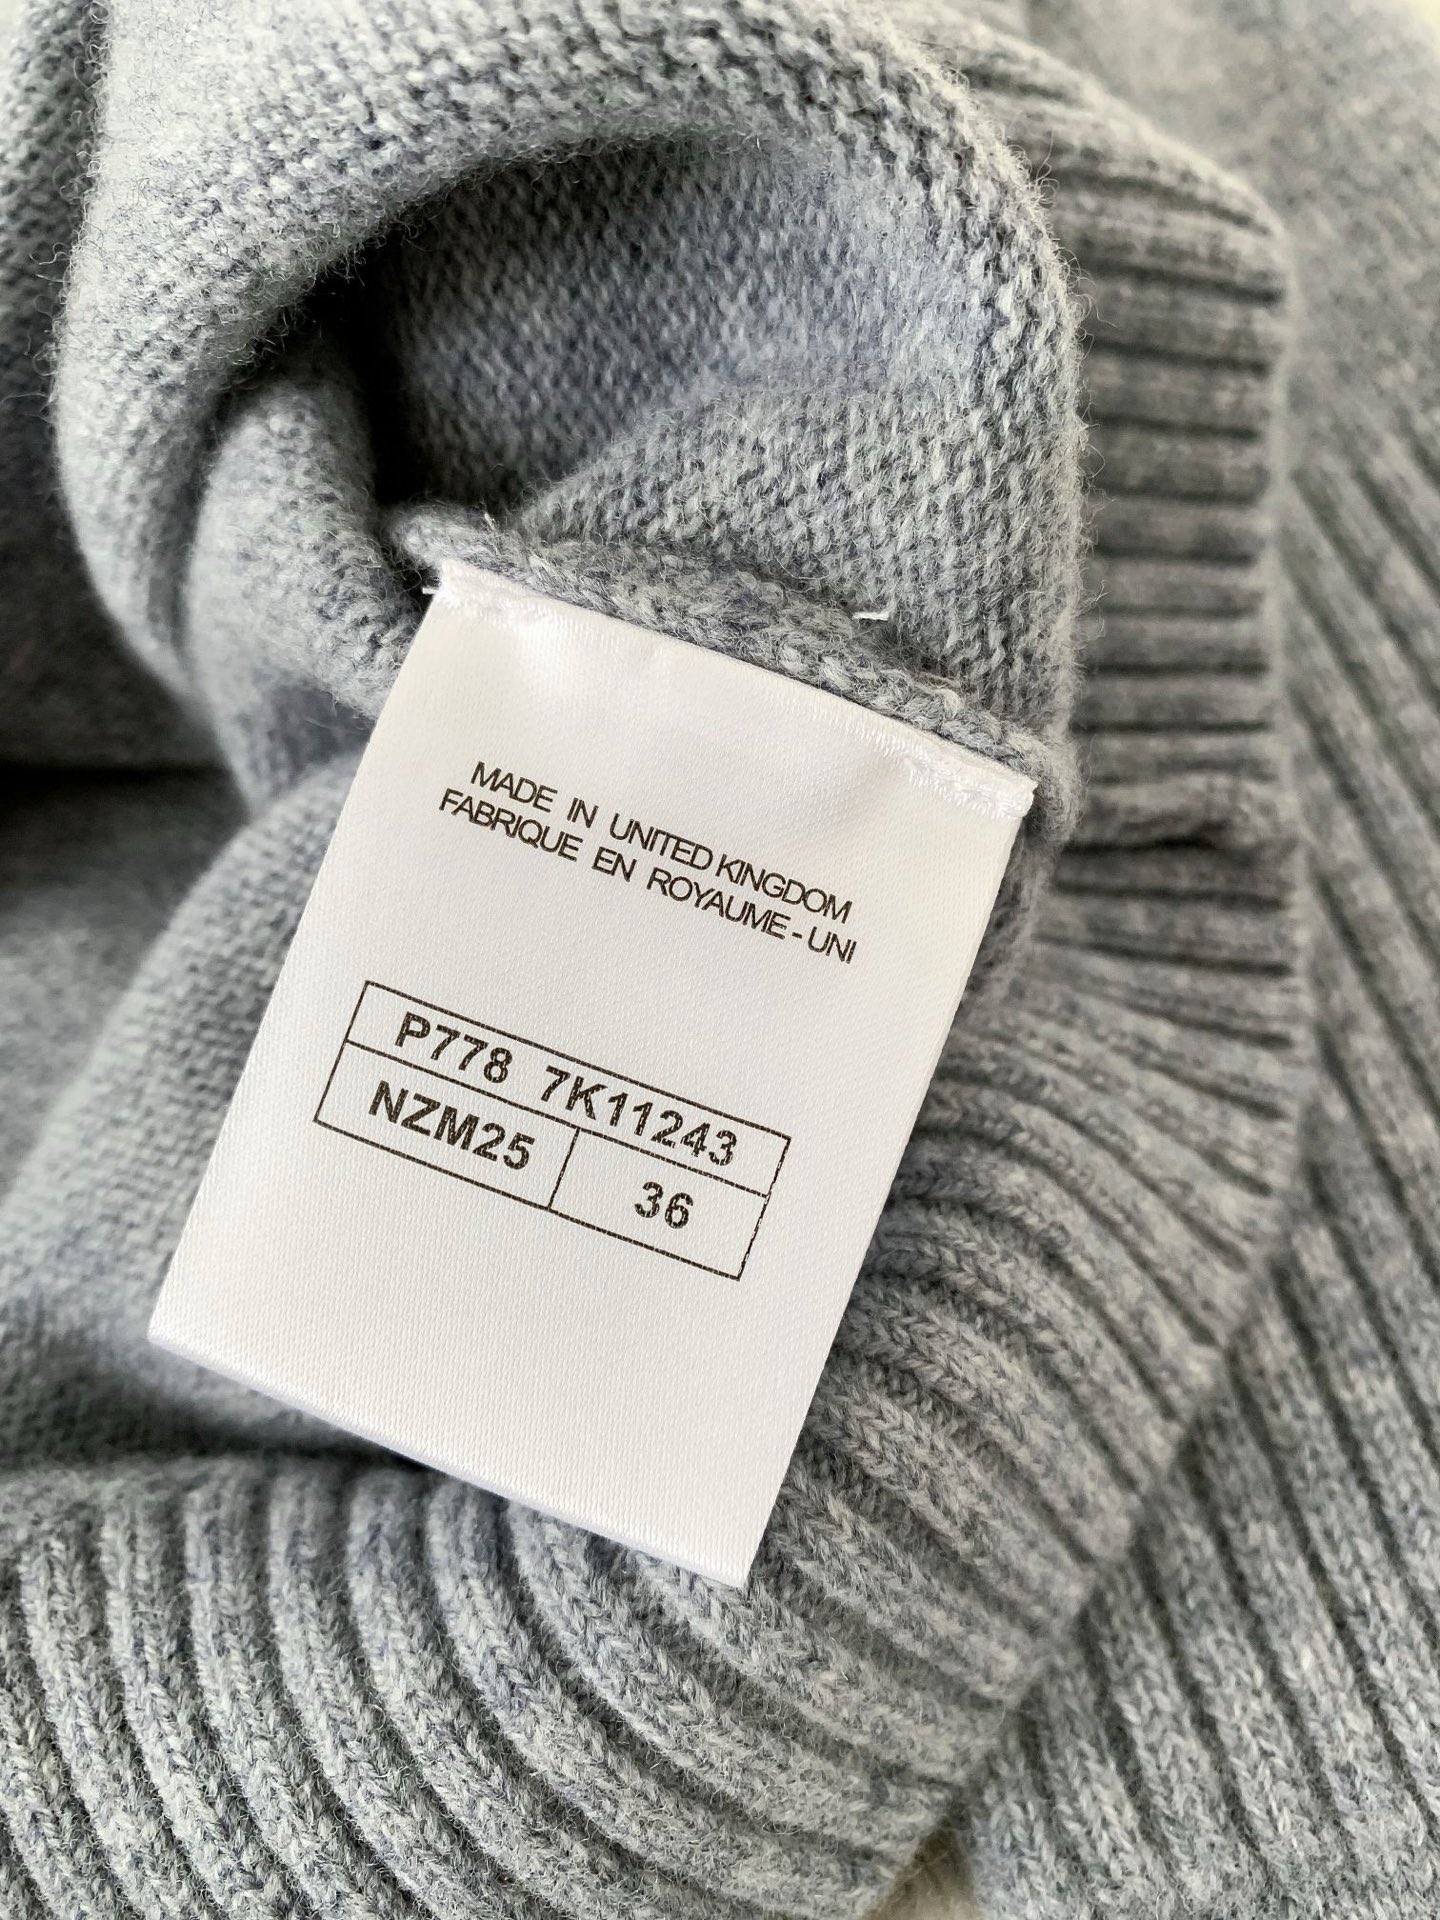 MADE IN UNITED KINGDOM
FABRIQUE EN ROYAUME-UNI
P778 7K11243
NZM25 36